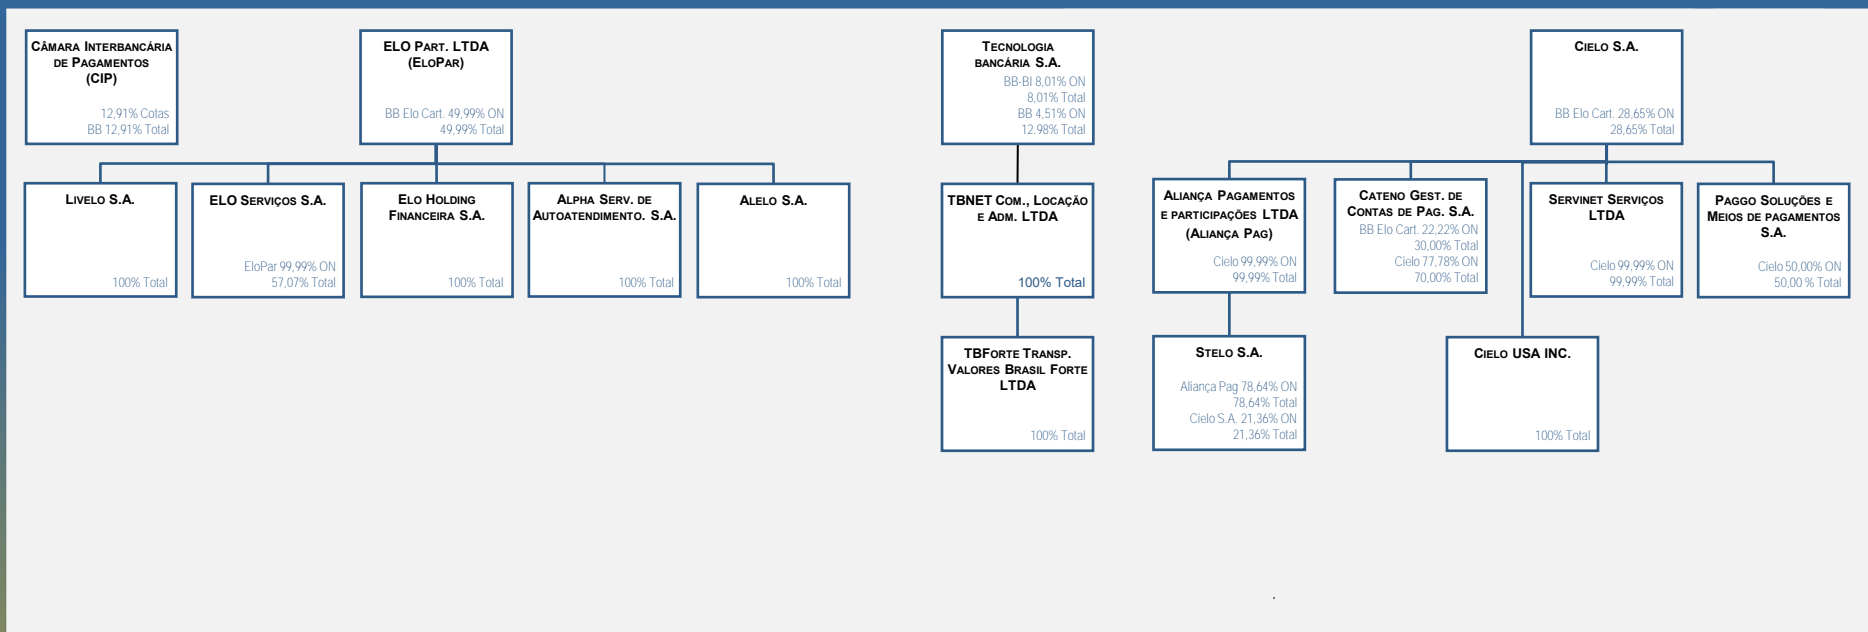 Câmara Interbancária
de Pagamentos
(CIP)
12,91% Cotas
BB 12,91% Total
ELO Part. LTDA
(EloPar)
BB Elo Cart. 49,99% ON
49,99% Total
Tecnologia
bancária S.A.
BB-BI 8,01% ON
8,01% Total
BB 4,51% ON
12.98% Total
Cielo S.A.
BB Elo Cart. 28,65% ON
28,65% Total
Livelo S.A.
100% Total
ELO Serviços S.A.
EloPar 99,99% ON
57,07% Total
Elo Holding
Financeira S.A.
100% Total
Alpha Serv. de
Autoatendimento. S.A.
100% Total
Alelo S.A.
100% Total
TBNET Com., Locação
e Adm. LTDA
100% Total
Aliança Pagamentos
e participações LTDA
(Aliança Pag)
Cielo 99,99% ON
99,99% Total
Cateno Gest. de
Contas de Pag. S.A.
BB Elo Cart. 22,22% ON
30,00% Total
Cielo 77,78% ON
70,00% Total
Servinet Serviços
LTDA
Cielo 99,99% ON
99,99% Total
Paggo Soluções e
Meios de pagamentos
S.A.
Cielo 50,00% ON
50,00 % Total
TBForte Transp.
Valores Brasil Forte
LTDA
100% Total
Stelo S.A.
Aliança Pag 78,64% ON
78,64% Total
Cielo S.A. 21,36% ON
21,36% Total
Cielo USA INC.
100% Total
.